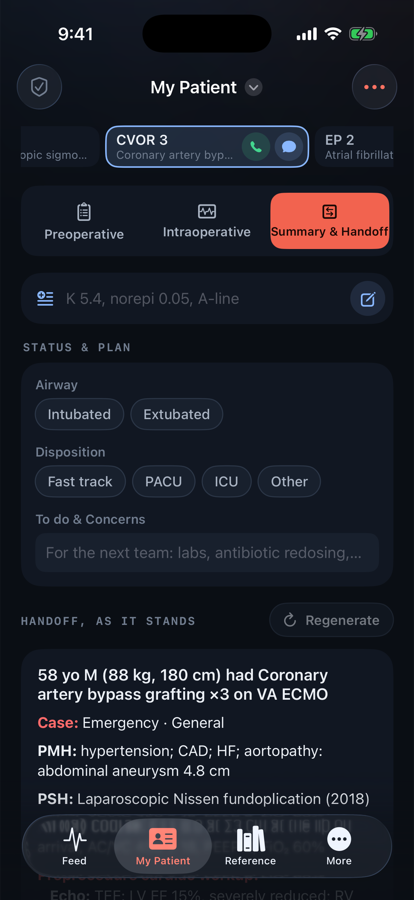 9:41
My Patient
opic sigmo...
CVOR 3
Coronary artery byp...
EP 2
Atrial fibrillat
Preoperative
Intraoperative
Summary & Handoff
K 5.4, norepi 0.05, A-line
STATUS & PLAN
Airway
Intubated
Extubated
Disposition
Fast track
PACU
ICU
Other
To do & Concerns
For the next team: labs, antibiotic redosing,...
HANDOFF, AS IT STANDS
Regenerate
58 yo M (88 kg, 180 cm) had Coronary
artery bypass grafting ×3 on VA ECMO
Case: Emergency · General
PMH: hypertension; CAD; HF; aortopathy:
abdominal aneurysm 4.8 cm
PSH: Laparoscopic Nissen fundoplication (2018)
Feed
My Patient
Reference
More
Echo: TEE: LV EF 15%, severely reduced; RV